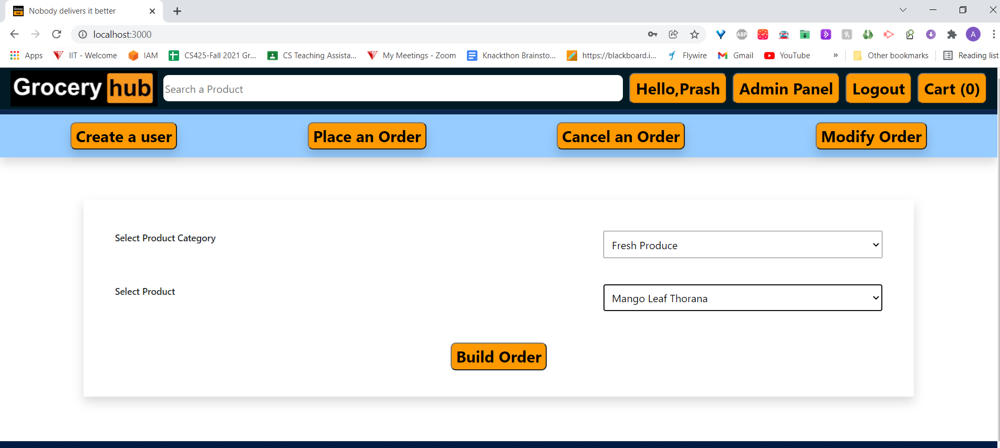 Grocery hub
Nobody delivers it better
localhost:3000
ABP
A
Apps
IIT - Welcome
IAM
CS425-Fall 2021 Gr...
CS Teaching Assista...
My Meetings - Zoom
Knackthon Brainsto...
https://blackboard.i...
Flywire
Gmail
YouTube
»
Other bookmarks
Reading list
Grocery hub
Search a Product
Hello,Prash
Admin Panel
Logout
Cart (0)
Create a user
Place an Order
Cancel an Order
Modify Order
Select Product Category
Fresh Produce
Select Product
Mango Leaf Thorana
Build Order